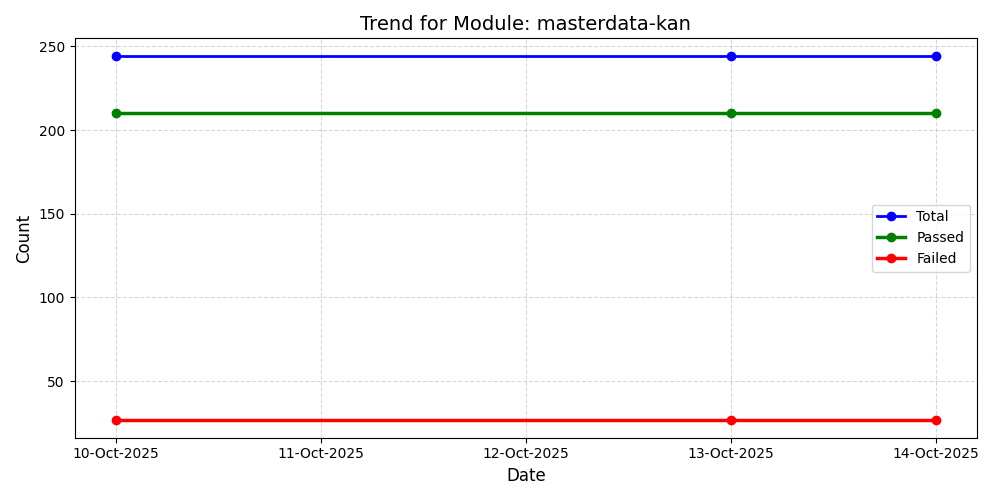 Trend for Module: masterdata-kan
250
200
150
100
50
Count
Total
Passed
Failed
10-Oct-2025
11-Oct-2025
12-Oct-2025
13-Oct-2025
14-Oct-2025
Date